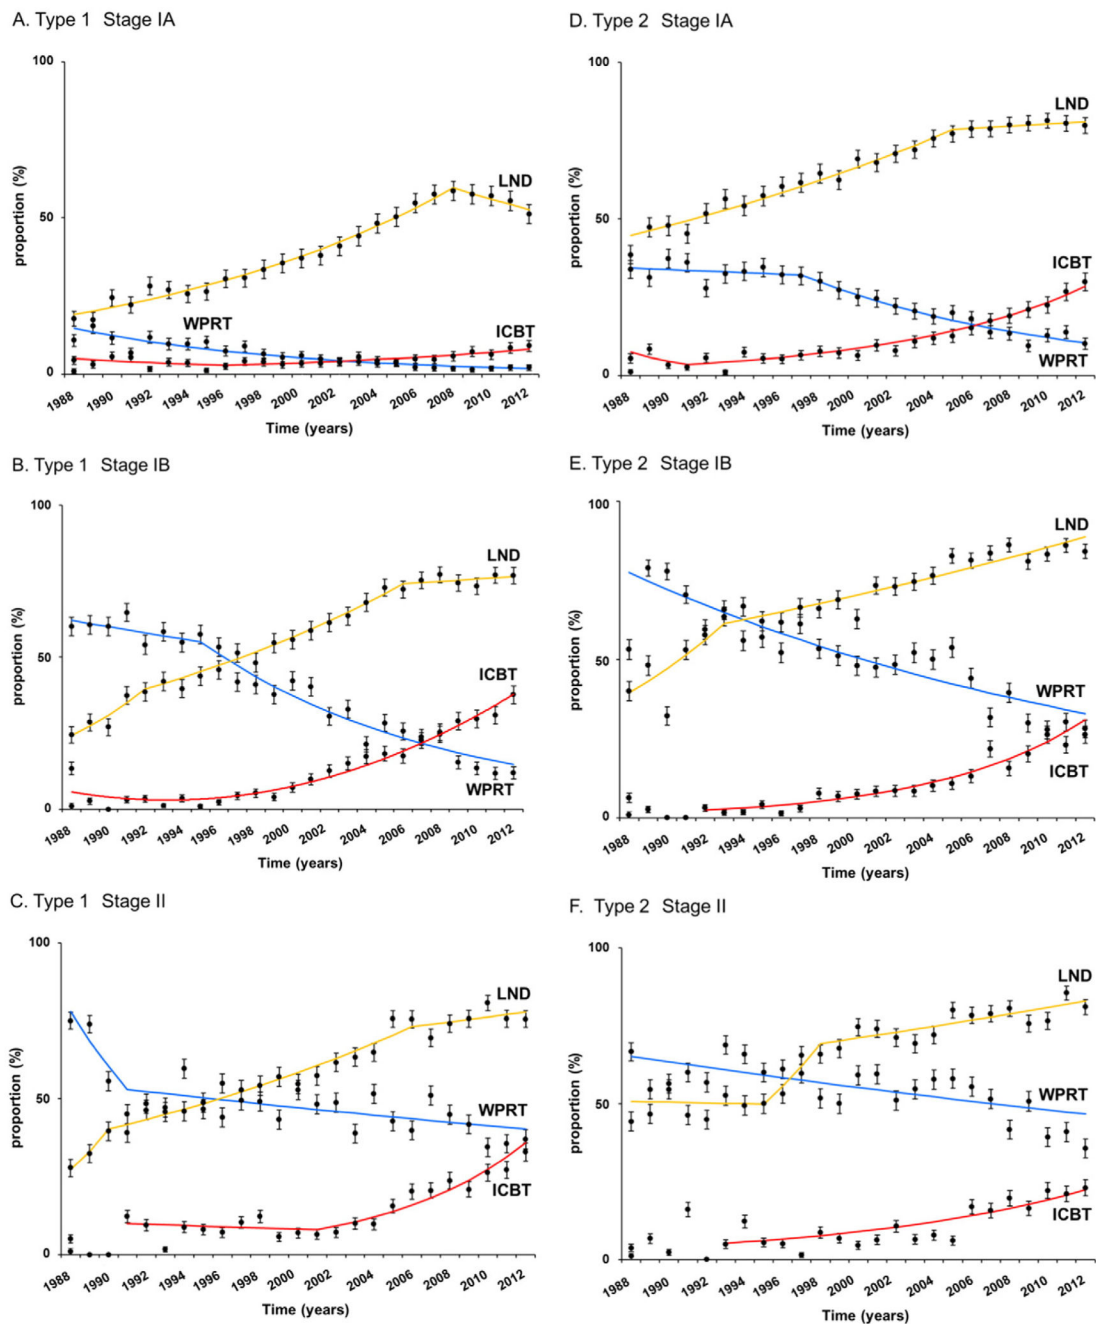 A. Type 1 Stage IA
100
50
0
proportion (%)
LND
WPRT
ICBT
1988 1990 1992 1994 1996 1998 2000 2002 2004 2006 2008 2010 2012
Time (years)
D. Type 2 Stage IA
100
50
0
proportion (%)
LND
ICBT
WPRT
1988 1990 1992 1994 1996 1998 2000 2002 2004 2006 2008 2010 2012
Time (years)
B. Type 1 Stage IB
100
50
0
proportion (%)
LND
ICBT
WPRT
1988 1990 1992 1994 1996 1998 2000 2002 2004 2006 2008 2010 2012
Time (years)
E. Type 2 Stage IB
100
50
0
proportion (%)
LND
WPRT
ICBT
1988 1990 1992 1994 1996 1998 2000 2002 2004 2006 2008 2010 2012
Time (years)
C. Type 1 Stage II
100
50
0
proportion (%)
LND
WPRT
ICBT
1988 1990 1992 1994 1996 1998 2000 2002 2004 2006 2008 2010 2012
Time (years)
F. Type 2 Stage II
100
50
0
proportion (%)
LND
WPRT
ICBT
1988 1990 1992 1994 1996 1998 2000 2002 2004 2006 2008 2010 2012
Time (years)